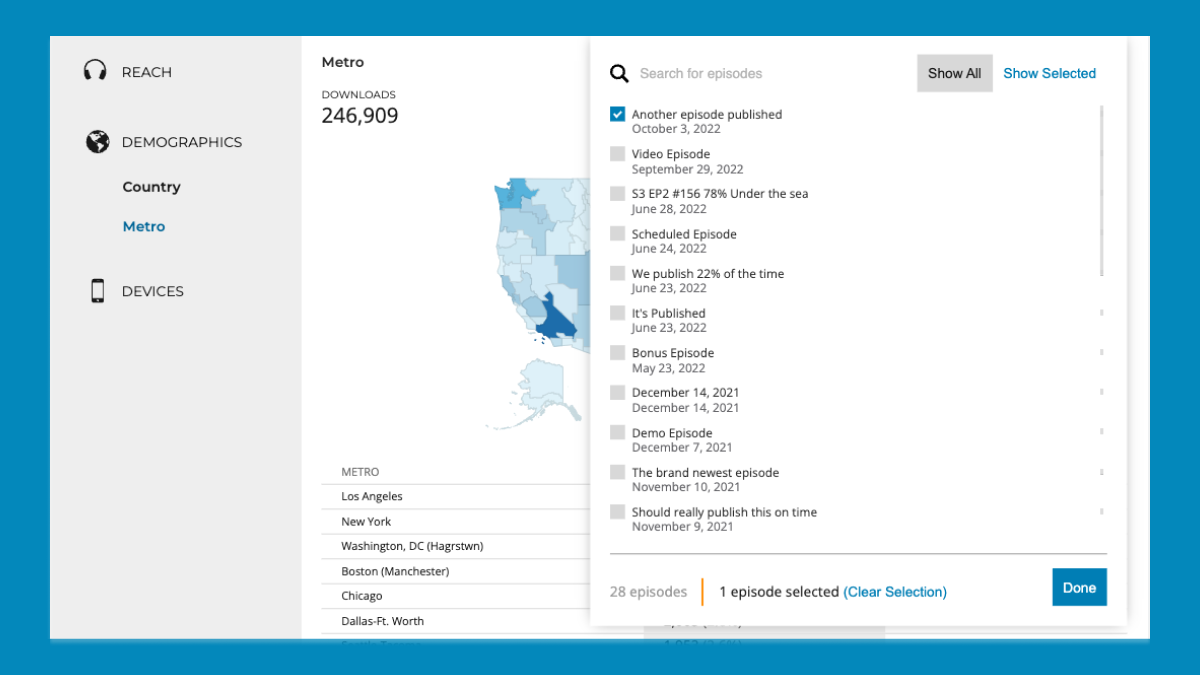 REACH
DEMOGRAPHICS
Country
Metro
DEVICES
Metro
DOWNLOADS
246,909
METRO
Los Angeles
New York
Washington, DC (Hagrstwn)
Boston (Manchester)
Chicago
Dallas-Ft. Worth
Search for episodes
Show All
Show Selected
Another episode published
October 3, 2022
Video Episode
September 29, 2022
S3 EP2 #156 78% Under the sea
June 28, 2022
Scheduled Episode
June 24, 2022
We publish 22% of the time
June 23, 2022
It's Published
June 23, 2022
Bonus Episode
May 23, 2022
December 14, 2021
December 14, 2021
Demo Episode
December 7, 2021
The brand newest episode
November 10, 2021
Should really publish this on time
November 9, 2021
28 episodes
1 episode selected (Clear Selection)
Done